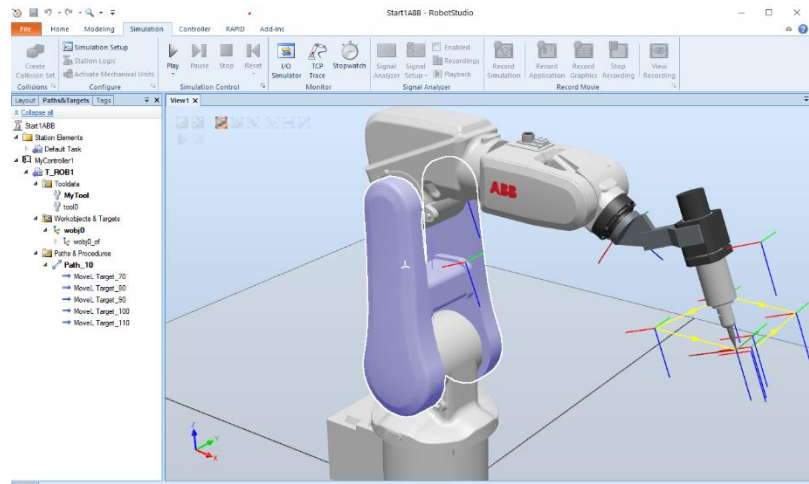 Start1ABB - RobotStudio
File Home Modeling Simulation Controller RAPID Add-Ins
Create Collision Set
Simulation Setup
Station Logic
Activate Mechanical Units
Play Pause Stop Reset
I/O Simulator
TCP Trace
Stopwatch
Signal Analyzer
Signal Setup
Enabled
Recordings
Playback
Record Simulation
Record Application
Record Graphics
Stop Recording
View Recording
Collisions Configure Simulation Control Monitor Signal Analyzer Record Movie
Layout Paths&Targets Tags
View1
Collapse all
Start1ABB
Station Elements
Default Task
MyController1
T_ROB1
Tooldata
MyTool
tool0
Workobjects & Targets
wobj0
wobj0_of
Paths & Procedures
Path_10
MoveL Target_70
MoveL Target_80
MoveL Target_90
MoveL Target_100
MoveL Target_110
ABB
Z
Y
X